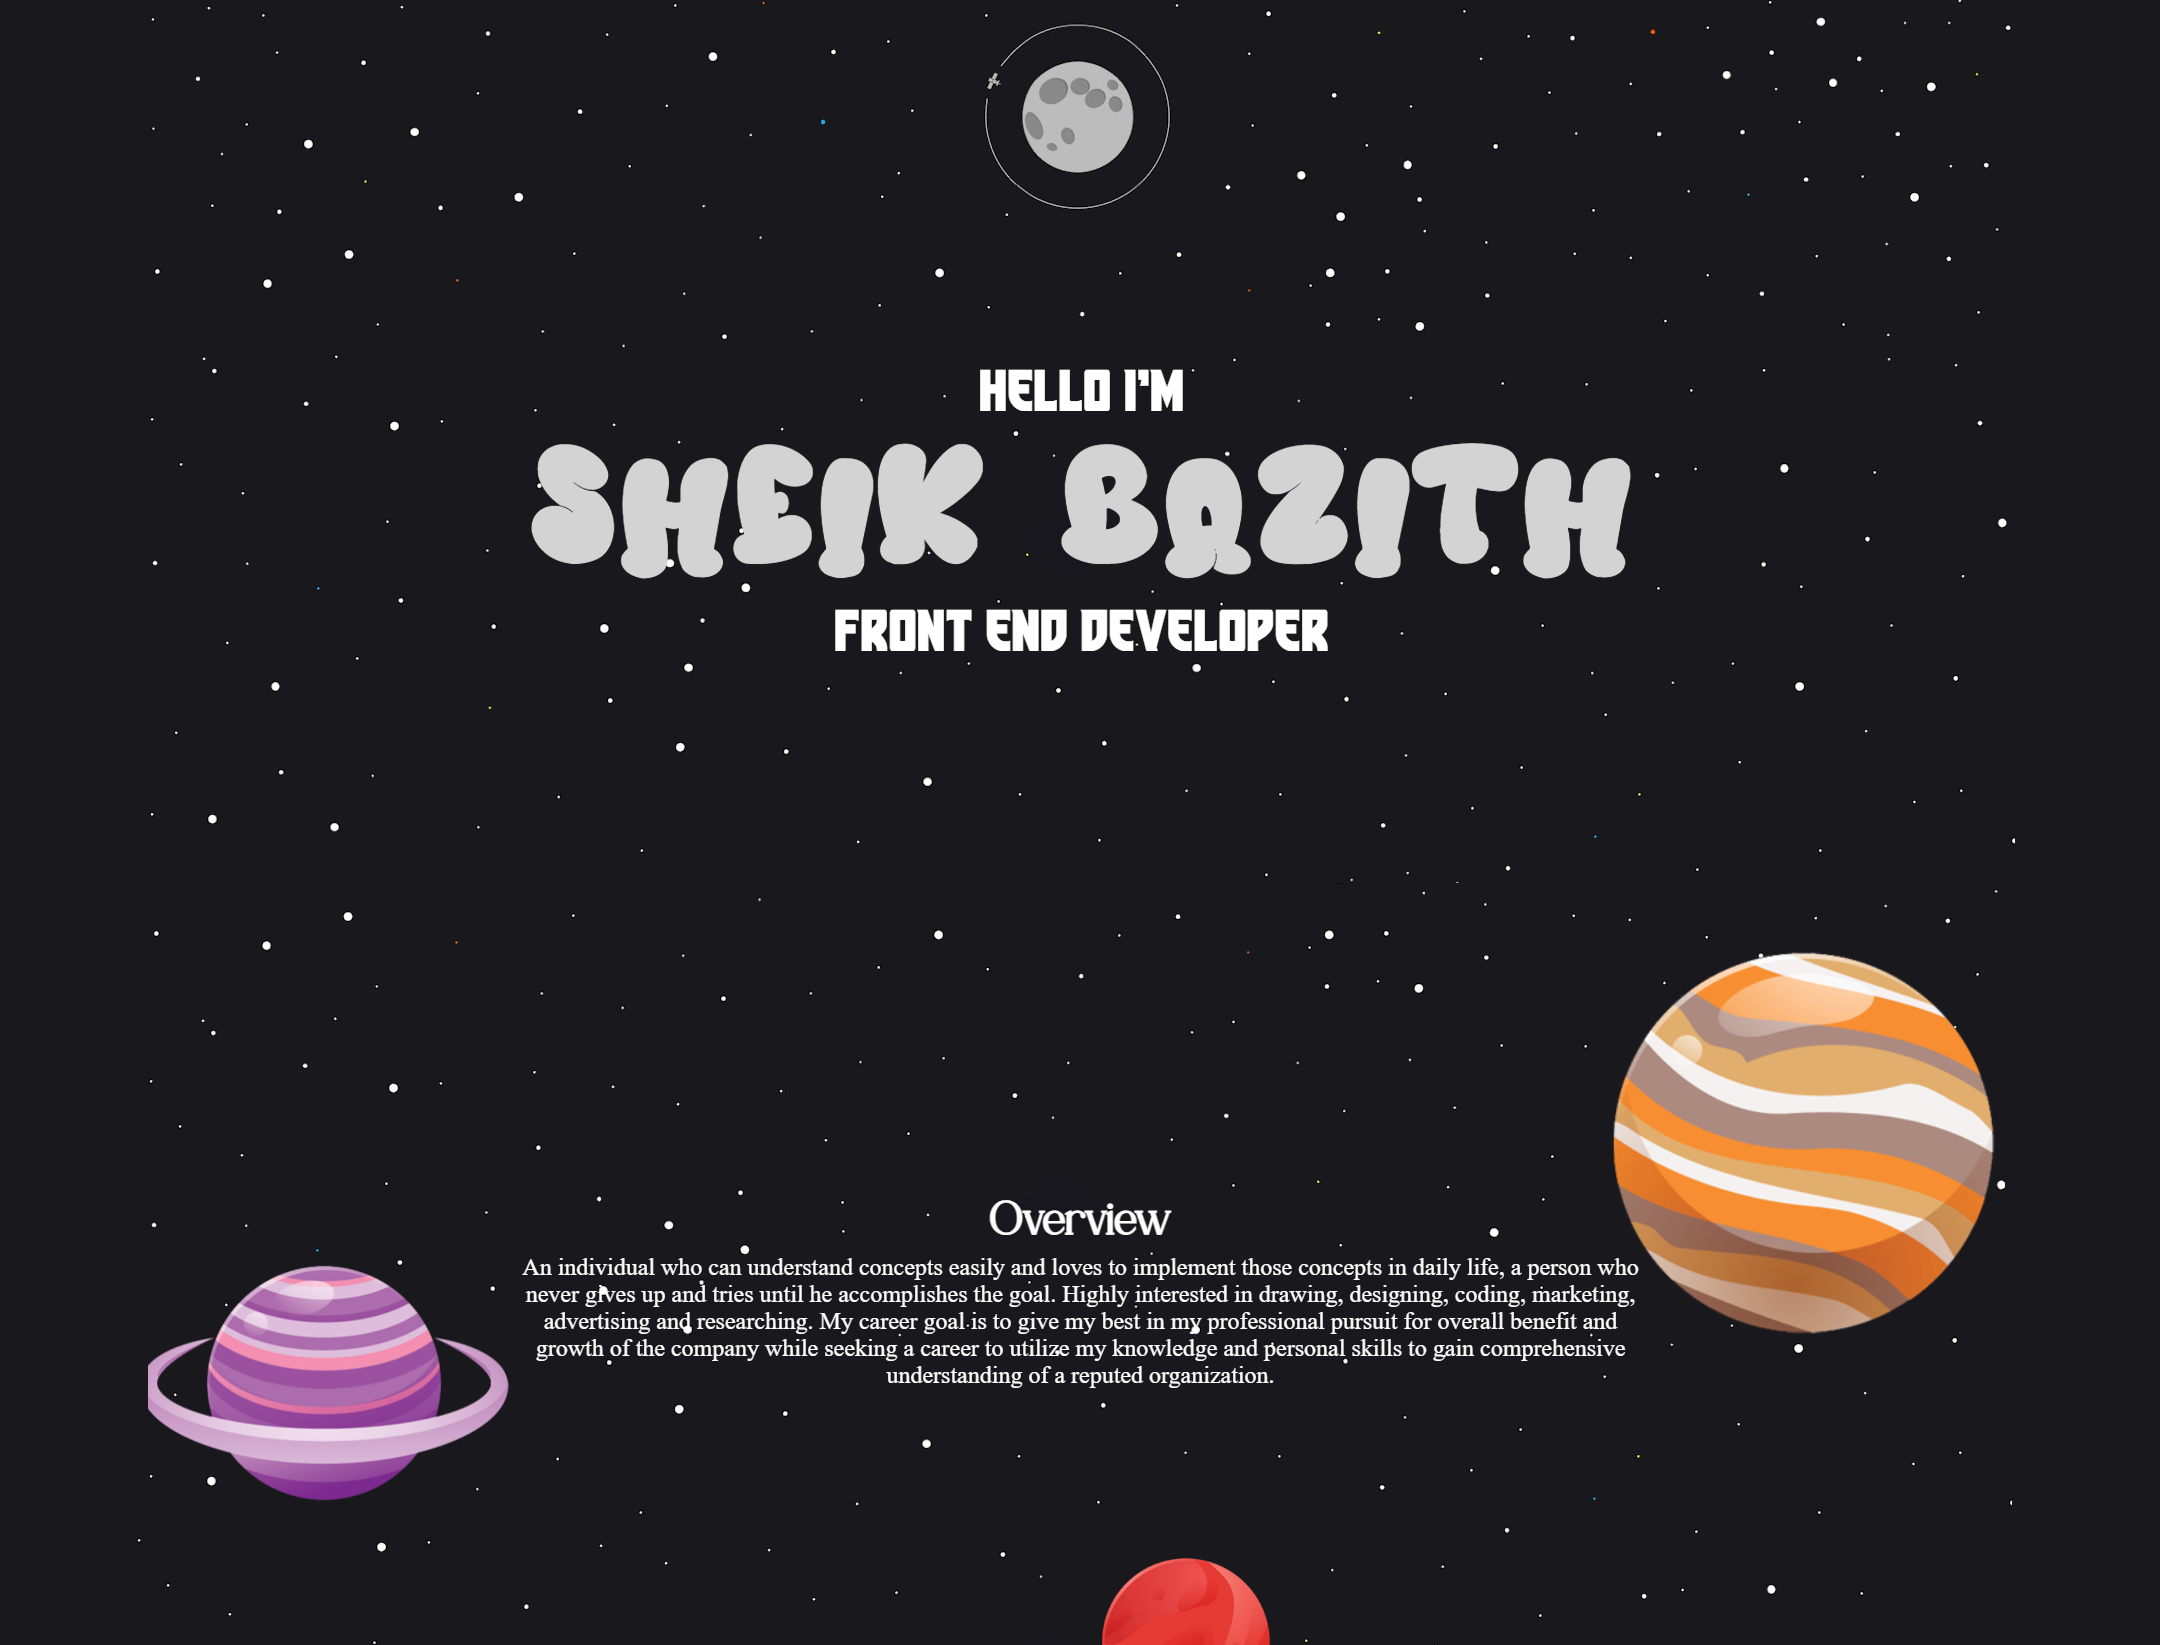 HELLO I'M
SHEIK BAZITH
FRONT END DEVELOPER
Overview
An individual who can understand concepts easily and loves to implement those concepts in daily life, a person who
never gives up and tries until he accomplishes the goal. Highly interested in drawing, designing, coding, marketing,
advertising and researching. My career goal is to give my best in my professional pursuit for overall benefit and
growth of the company while seeking a career to utilize my knowledge and personal skills to gain comprehensive
understanding of a reputed organization.